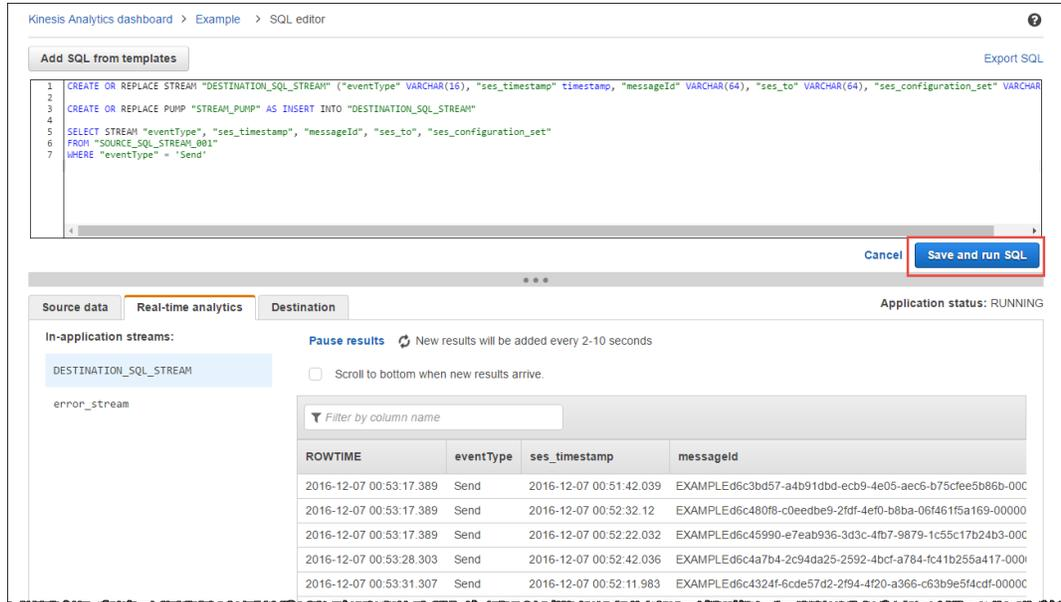 Kinesis Analytics dashboard > Example > SQL editor
Add SQL from templates
Export SQL
1 CREATE OR REPLACE STREAM "DESTINATION_SQL_STREAM" ("eventType" VARCHAR(16), "ses_timestamp" timestamp, "messageId" VARCHAR(64), "ses_to" VARCHAR(64), "ses_configuration_set" VARCHAR
2
3 CREATE OR REPLACE PUMP "STREAM_PUMP" AS INSERT INTO "DESTINATION_SQL_STREAM"
4
5 SELECT STREAM "eventType", "ses_timestamp", "messageId", "ses_to", "ses_configuration_set"
6 FROM "SOURCE_SQL_STREAM_001"
7 WHERE "eventType" = 'Send'
Cancel Save and run SQL
Source data Real-time analytics Destination Application status: RUNNING
In-application streams:
Pause results New results will be added every 2-10 seconds
DESTINATION_SQL_STREAM
Scroll to bottom when new results arrive.
error_stream
Filter by column name
ROWTIME eventType ses_timestamp messageId
2016-12-07 00:53:17.389 Send 2016-12-07 00:51:42.039 EXAMPLEd6c3bd57-a4b91dbd-ecb9-4e05-aec6-b75cfee5b86b-000
2016-12-07 00:53:17.389 Send 2016-12-07 00:52:32.12 EXAMPLEd6c480f8-c0eedbe9-2fdf-4ef0-b8ba-06f461f5a169-00000
2016-12-07 00:53:17.389 Send 2016-12-07 00:52:22.032 EXAMPLEd6c45990-e7eab936-3d3c-4fb7-9879-1c55c17b24b3-000
2016-12-07 00:53:28.303 Send 2016-12-07 00:52:42.036 EXAMPLEd6c4a7b4-2c94da25-2592-4bcf-a784-fc41b255a417-000
2016-12-07 00:53:31.307 Send 2016-12-07 00:52:11.983 EXAMPLEd6c4324f-6cde57d2-2f94-4f20-a366-c63b9e5f4cdf-00000